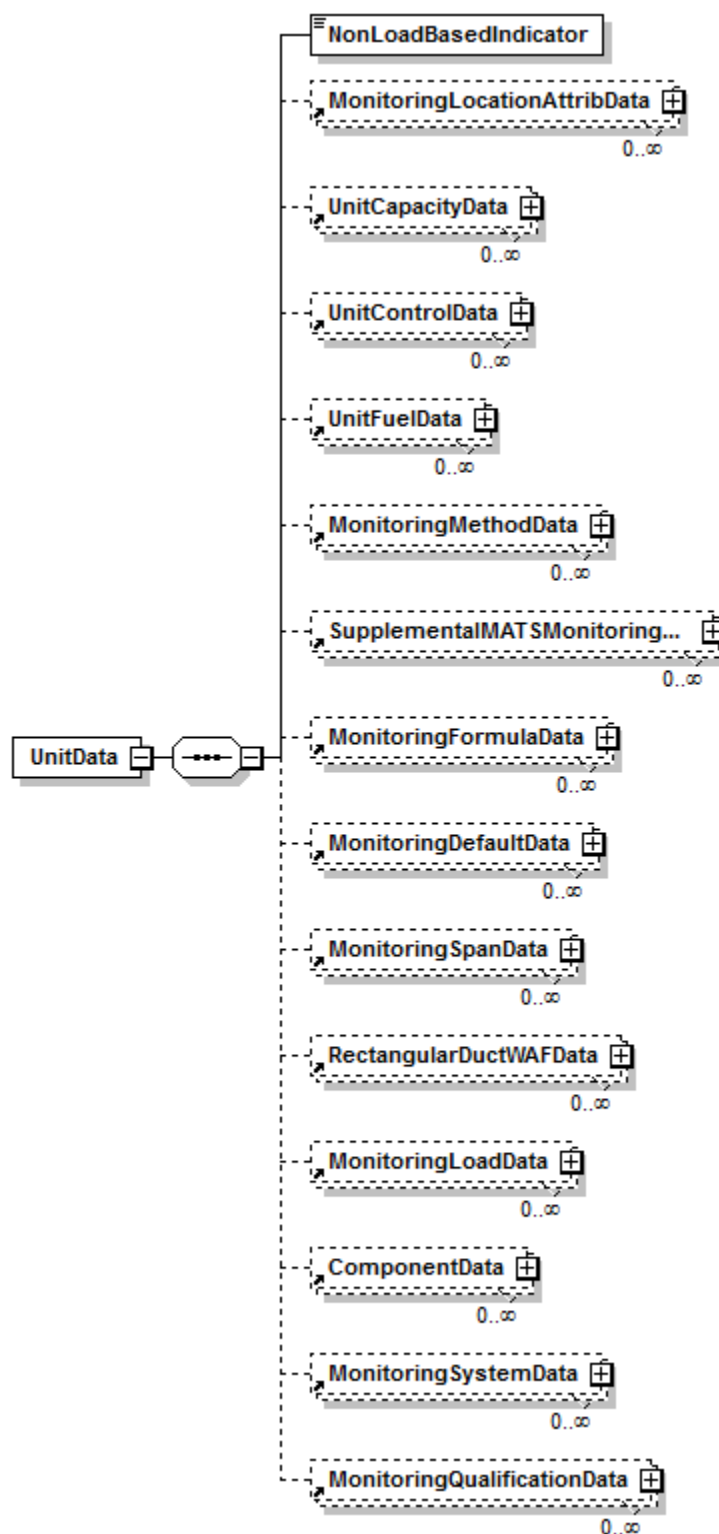 NonLoadBasedIndicator
MonitoringLocationAttribData
0..∞
UnitCapacityData
0..∞
UnitControlData
0..∞
UnitFuelData
0..∞
MonitoringMethodData
0..∞
SupplementalMATSMonitoring...
0..∞
UnitData
MonitoringFormulaData
0..∞
MonitoringDefaultData
0..∞
MonitoringSpanData
0..∞
RectangularDuctWAFData
0..∞
MonitoringLoadData
0..∞
ComponentData
0..∞
MonitoringSystemData
0..∞
MonitoringQualificationData
0..∞